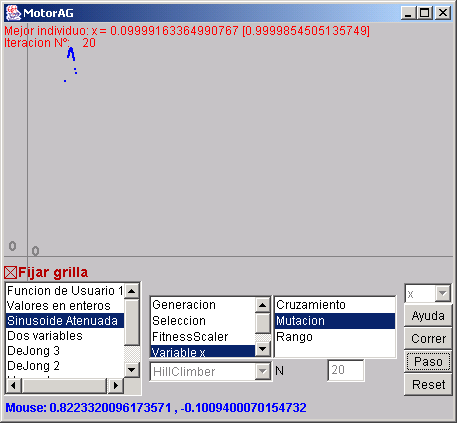 MotorAG
Mejor individuo: x = 0.09999163364990767 [0.9999854505135749]
Iteracion Nº: 20
0 0
Fijar grilla
Funcion de Usuario 1
Valores en enteros
Sinusoide Atenuada
Dos variables
DeJong 3
DeJong 2
Generacion
Seleccion
FitnessScaler
Variable x
HillClimber
Cruzamiento
Mutacion
Rango
N 20
x
Ayuda
Correr
Paso
Reset
Mouse: 0.8223320096173571 , -0.1009400070154732